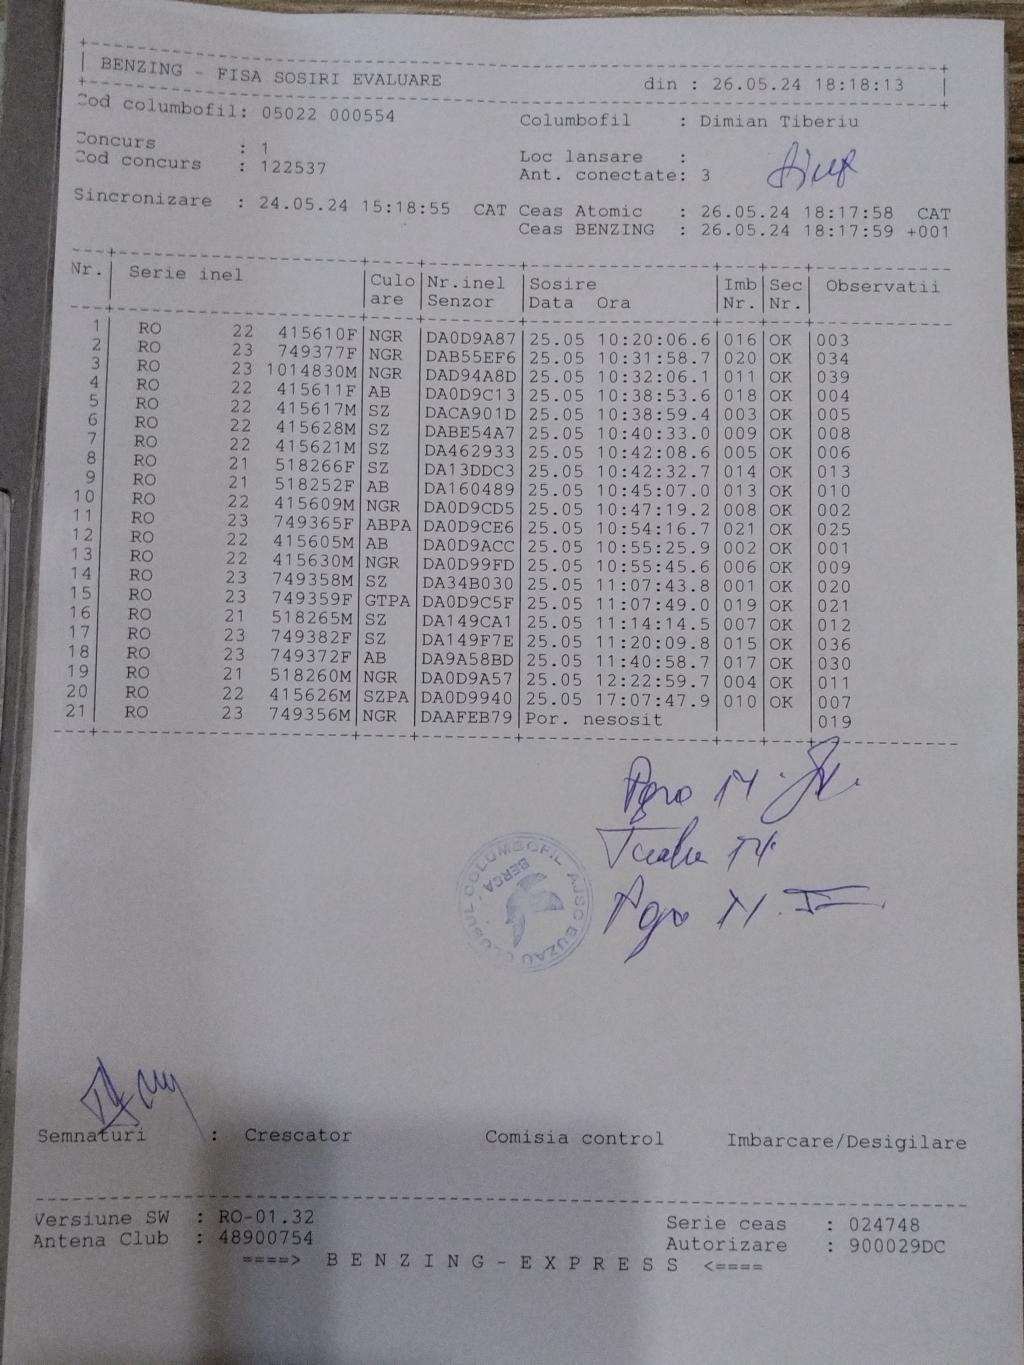 BENZING - FISA SOSIRI EVALUARE din : 26.05.24 18:18:13
Cod columbofil: 05022 000554 Columbofil : Dimian Tiberiu
Concurs : 1 Loc lansare :
Cod concurs : 122537 Ant. conectate: 3
Sincronizare : 24.05.24 15:18:55 CAT Ceas Atomic : 26.05.24 18:17:58 CAT
Ceas BENZING : 26.05.24 18:17:59 +001
Nr. Serie inel Culo Nr.inel Sosire Imb Sec Observatii
are Senzor Data Ora Nr. Nr.
1 RO 22 415610F NGR DA0D9A87 25.05 10:20:06.6 016 OK 003
2 RO 23 749377F NGR DAB55EF6 25.05 10:31:58.7 020 OK 034
3 RO 23 1014830M NGR DAD94A8D 25.05 10:32:06.1 011 OK 039
4 RO 22 415611F AB DA0D9C13 25.05 10:38:53.6 018 OK 004
5 RO 22 415617M SZ DACA901D 25.05 10:38:59.4 003 OK 005
6 RO 22 415628M SZ DABE54A7 25.05 10:40:33.0 009 OK 008
7 RO 22 415621M SZ DA462933 25.05 10:42:08.6 005 OK 006
8 RO 21 518266F SZ DA13DDC3 25.05 10:42:32.7 014 OK 013
9 RO 21 518252F AB DA160489 25.05 10:45:07.0 013 OK 010
10 RO 22 415609M NGR DA0D9CD5 25.05 10:47:19.2 008 OK 002
11 RO 23 749365F ABPA DA0D9CE6 25.05 10:54:16.7 021 OK 025
12 RO 22 415605M AB DA0D9ACC 25.05 10:55:25.9 002 OK 001
13 RO 22 415630M NGR DA0D99FD 25.05 10:55:45.6 006 OK 009
14 RO 23 749358M SZ DA34B030 25.05 11:07:43.8 001 OK 020
15 RO 23 749359F GTPA DA0D9C5F 25.05 11:07:49.0 019 OK 021
16 RO 21 518265M SZ DA149CA1 25.05 11:14:14.5 007 OK 012
17 RO 23 749382F SZ DA149F7E 25.05 11:20:09.8 015 OK 036
18 RO 23 749372F AB DA9A58BD 25.05 11:40:58.7 017 OK 030
19 RO 21 518260M NGR DA0D9A57 25.05 12:22:59.7 004 OK 011
20 RO 22 415626M SZPA DA0D9940 25.05 17:07:47.9 010 OK 007
21 RO 23 749356M NGR DAAFEB79 Por. nesosit 019
CLUBUL COLUMBOFIL AJSC BUZAU
BERCA
Semnaturi : Crescator Comisia control Imbarcare/Desigilare
Versiune SW : RO-01.32 Serie ceas : 024748
Antena Club : 48900754 Autorizare : 900029DC
====> BENZING-EXPRESS <====